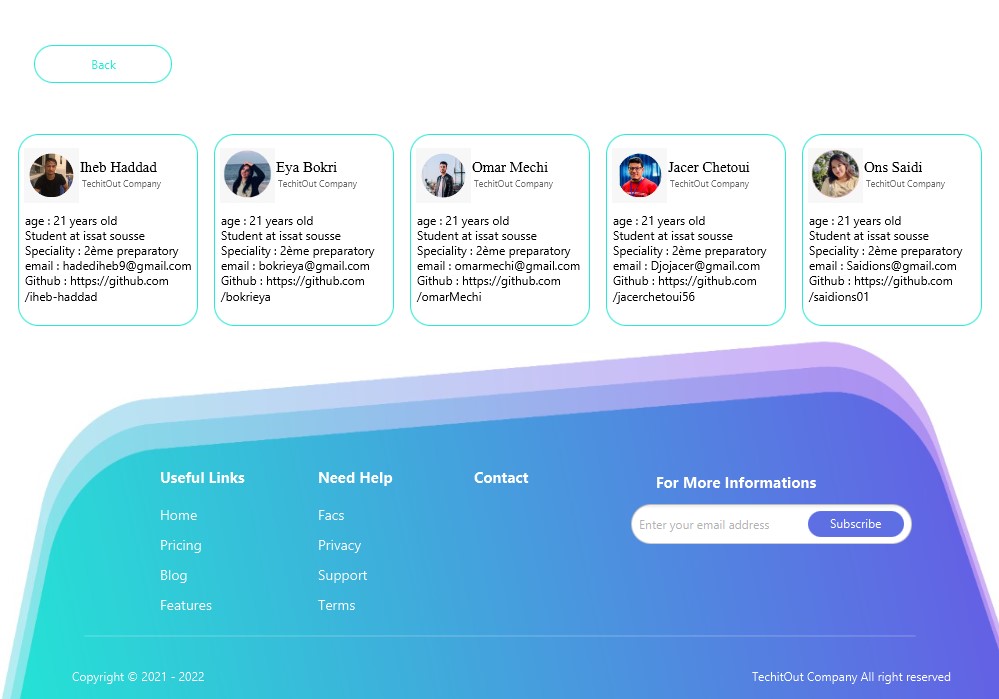 Back
Iheb Haddad
TechitOut Company
age : 21 years old
Student at issat sousse
Speciality : 2ème preparatory
email : hadediheb9@gmail.com
Github : https://github.com
/iheb-haddad
Eya Bokri
TechitOut Company
age : 21 years old
Student at issat sousse
Speciality : 2ème preparatory
email : bokrieya@gmail.com
Github : https://github.com
/bokrieya
Omar Mechi
TechitOut Company
age : 21 years old
Student at issat sousse
Speciality : 2ème preparatory
email : omarmechi@gmail.com
Github : https://github.com
/omarMechi
Jacer Chetoui
TechitOut Company
age : 21 years old
Student at issat sousse
Speciality : 2ème preparatory
email : Djojacer@gmail.com
Github : https://github.com
/jacerchetoui56
Ons Saidi
TechitOut Company
age : 21 years old
Student at issat sousse
Speciality : 2ème preparatory
email : Saidions@gmail.com
Github : https://github.com
/saidions01
Useful Links
Home
Pricing
Blog
Features
Need Help
Facs
Privacy
Support
Terms
Contact
For More Informations
Enter your email address
Subscribe
Copyright © 2021 - 2022
TechitOut Company All right reserved